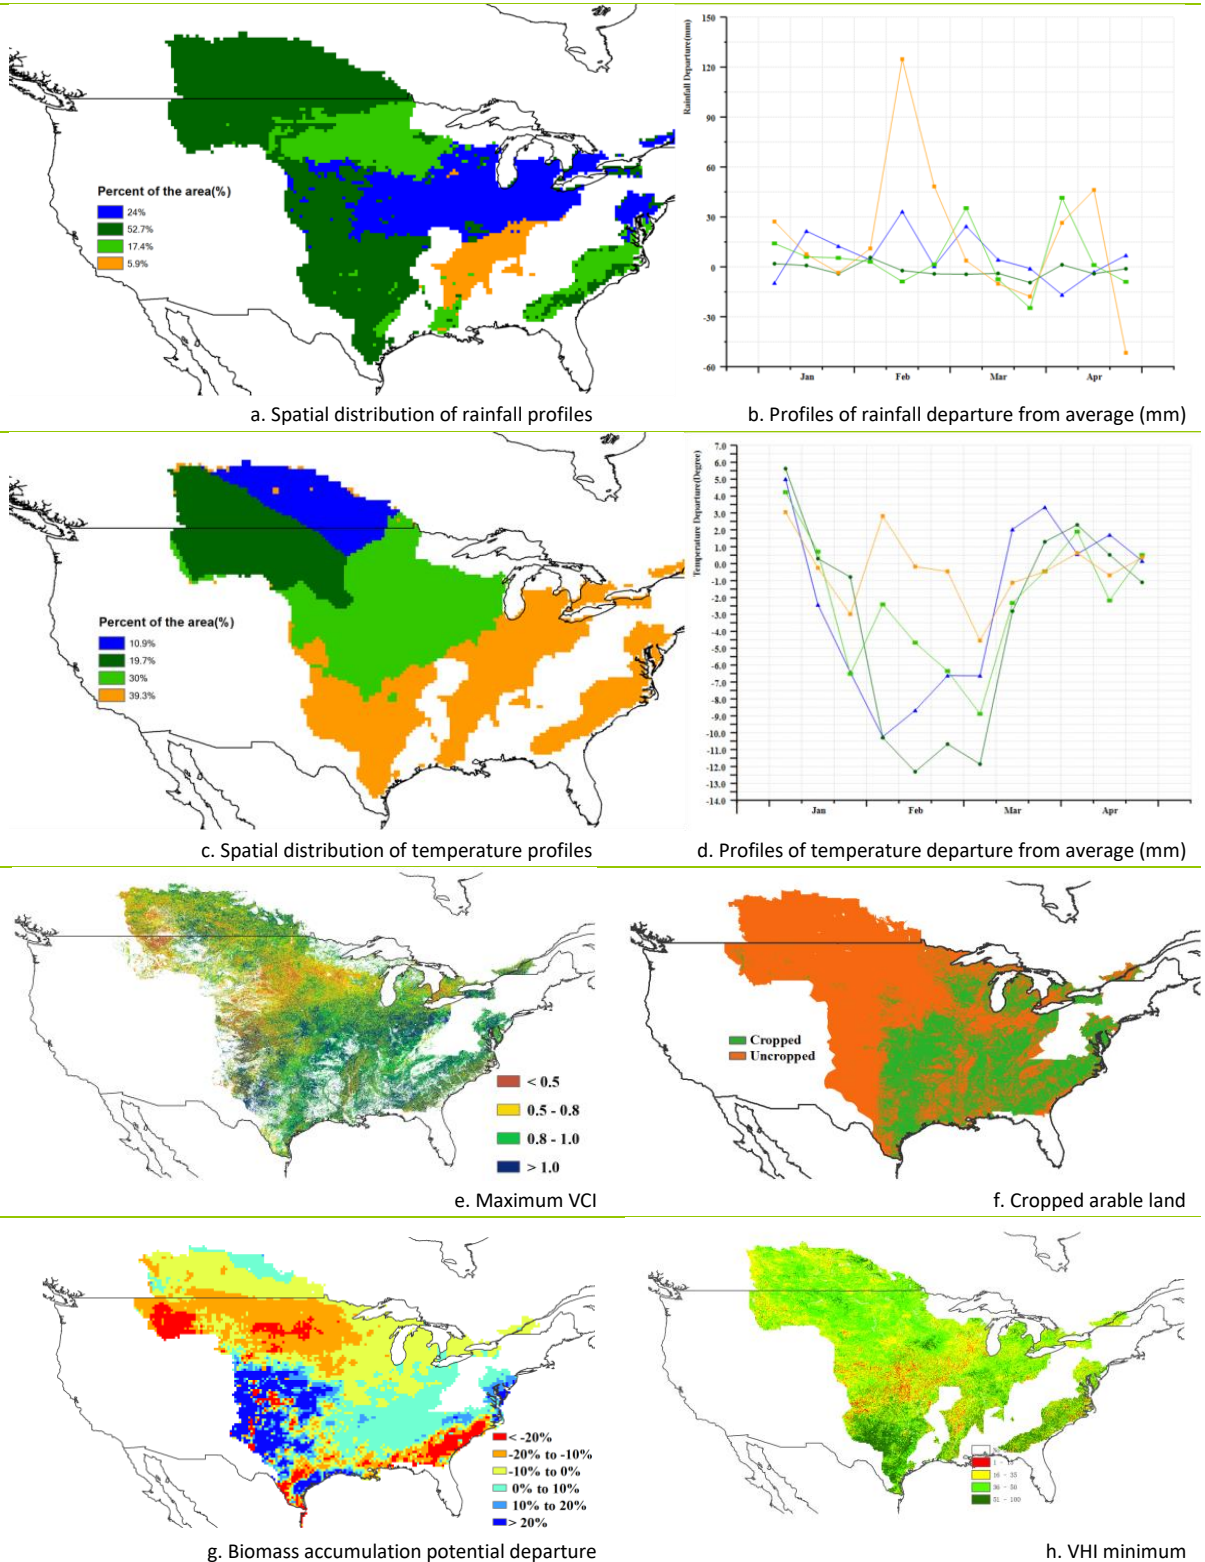 Percent of the area(%)
24%
52.7%
17.4%
5.9%
a. Spatial distribution of rainfall profiles
Rainfall Departure(mm)
150
120
90
60
30
0
-30
-60
Jan
Feb
Mar
Apr
b. Profiles of rainfall departure from average (mm)
Percent of the area(%)
10.9%
19.7%
30%
39.3%
c. Spatial distribution of temperature profiles
Temperature Departure(Degree)
7.0
6.0
5.0
4.0
3.0
2.0
1.0
0.0
-1.0
-2.0
-3.0
-4.0
-5.0
-6.0
-7.0
-8.0
-9.0
-10.0
-11.0
-12.0
-13.0
-14.0
Jan
Feb
Mar
Apr
d. Profiles of temperature departure from average (mm)
< 0.5
0.5 - 0.8
0.8 - 1.0
> 1.0
e. Maximum VCI
Cropped
Uncropped
f. Cropped arable land
< -20%
-20% to -10%
-10% to 0%
0% to 10%
10% to 20%
> 20%
g. Biomass accumulation potential departure
16 - 35
36 - 50
51 - 100
h. VHI minimum